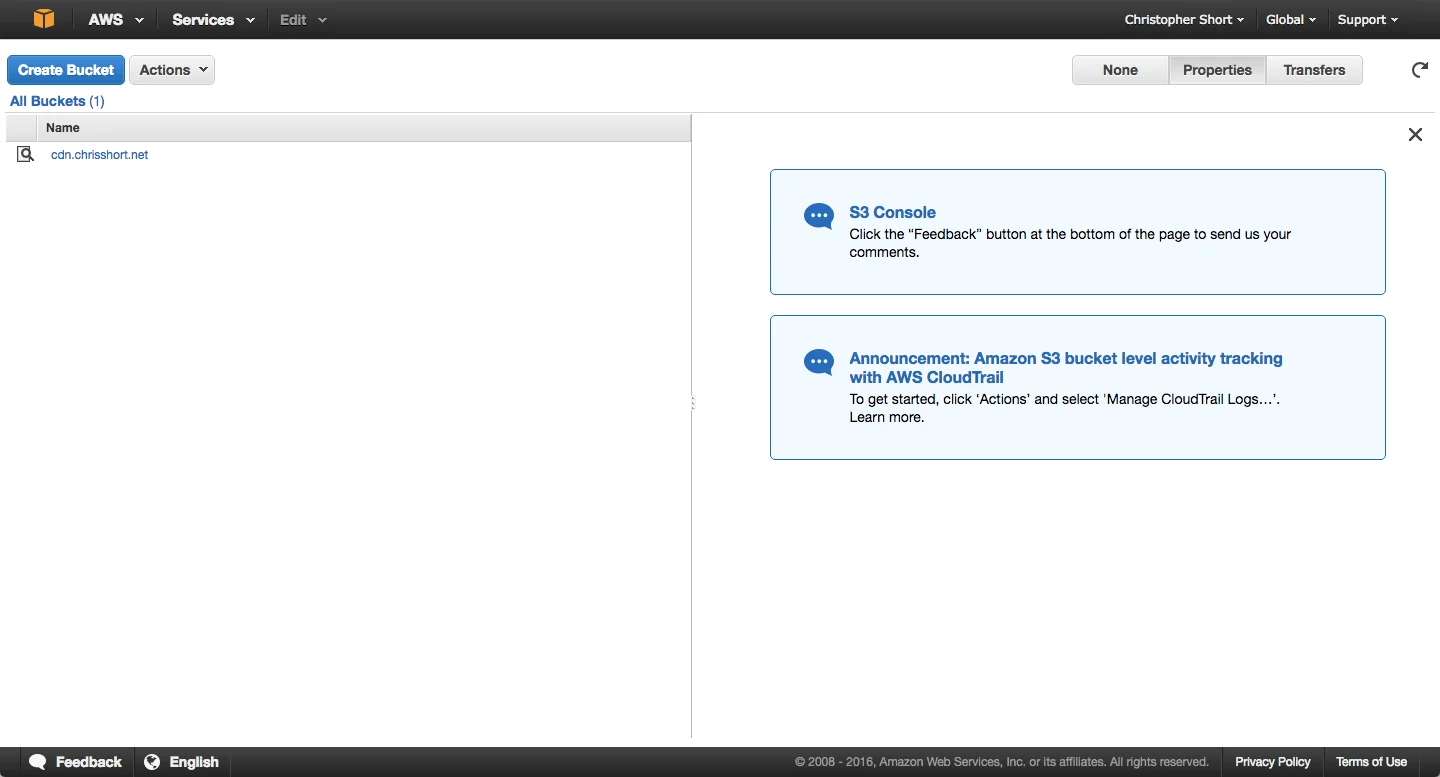 AWS Services Edit Christopher Short Global Support
Create Bucket Actions None Properties Transfers
All Buckets (1)
Name
cdn.chrisshort.net
S3 Console
Click the “Feedback” button at the bottom of the page to send us your
comments.
Announcement: Amazon S3 bucket level activity tracking
with AWS CloudTrail
To get started, click ‘Actions’ and select 'Manage CloudTrail Logs…’.
Learn more.
Feedback English © 2008 - 2016, Amazon Web Services, Inc. or its affiliates. All rights reserved. Privacy Policy Terms of Use